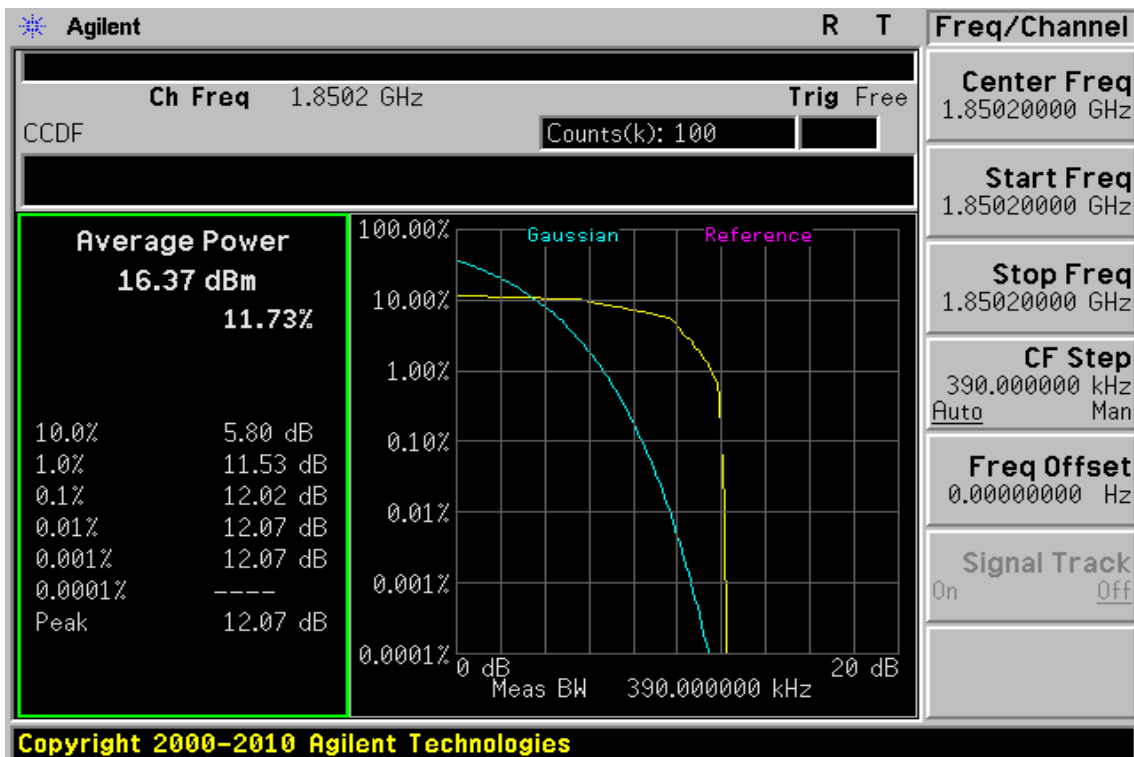 Agilent R T
Ch Freq 1.8502 GHz Trig Free
CCDF Counts(k): 100
Average Power
16.37 dBm
11.73%
10.0% 5.80 dB
1.0% 11.53 dB
0.1% 12.02 dB
0.01% 12.07 dB
0.001% 12.07 dB
0.0001% ----
Peak 12.07 dB
100.00%
Gaussian Reference
10.00%
1.00%
0.10%
0.01%
0.001%
0.0001%
0 dB 20 dB
Meas BW 390.000000 kHz
Freq/Channel
Center Freq
1.85020000 GHz
Start Freq
1.85020000 GHz
Stop Freq
1.85020000 GHz
CF Step
390.000000 kHz
Auto Man
Freq Offset
0.00000000 Hz
Signal Track
On Off
Copyright 2000-2010 Agilent Technologies